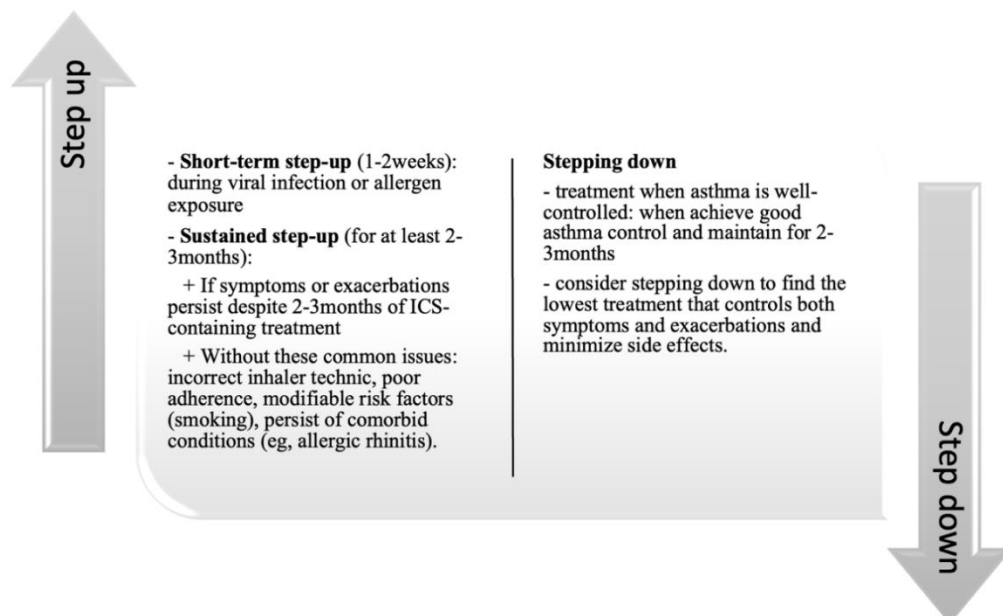 Step up
- Short-term step-up (1-2weeks):
during viral infection or allergen
exposure
- Sustained step-up (for at least 2-
3months):
+ If symptoms or exacerbations
persist despite 2-3months of ICS-
containing treatment
+ Without these common issues:
incorrect inhaler technic, poor
adherence, modifiable risk factors
(smoking), persist of comorbid
conditions (eg, allergic rhinitis).
Stepping down
- treatment when asthma is well-
controlled: when achieve good
asthma control and maintain for 2-
3months
- consider stepping down to find the
lowest treatment that controls both
symptoms and exacerbations and
minimize side effects.
Step down